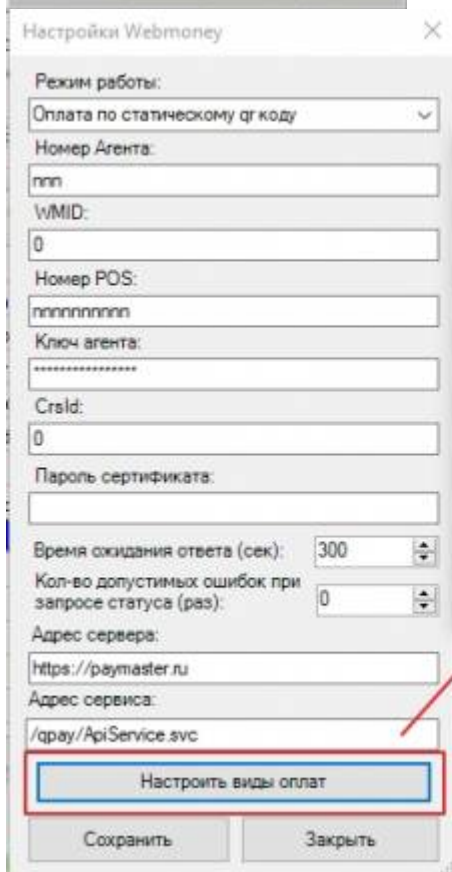 Настройки Webmoney
Режим работы:
Оплата по статическому qr коду
Номер Агента:
nnn
WMID:
0
Номер POS:
nnnnnnnnnn
Ключ агента:
****************
CrsId:
0
Пароль сертификата:
Время ожидания ответа (сек): 300
Кол-во допустимых ошибок при
запросе статуса (раз): 0
Адрес сервера:
https://paymaster.ru
Адрес сервиса:
/qpay/ApiService.svc
Настроить виды оплат
Сохранить Закрыть